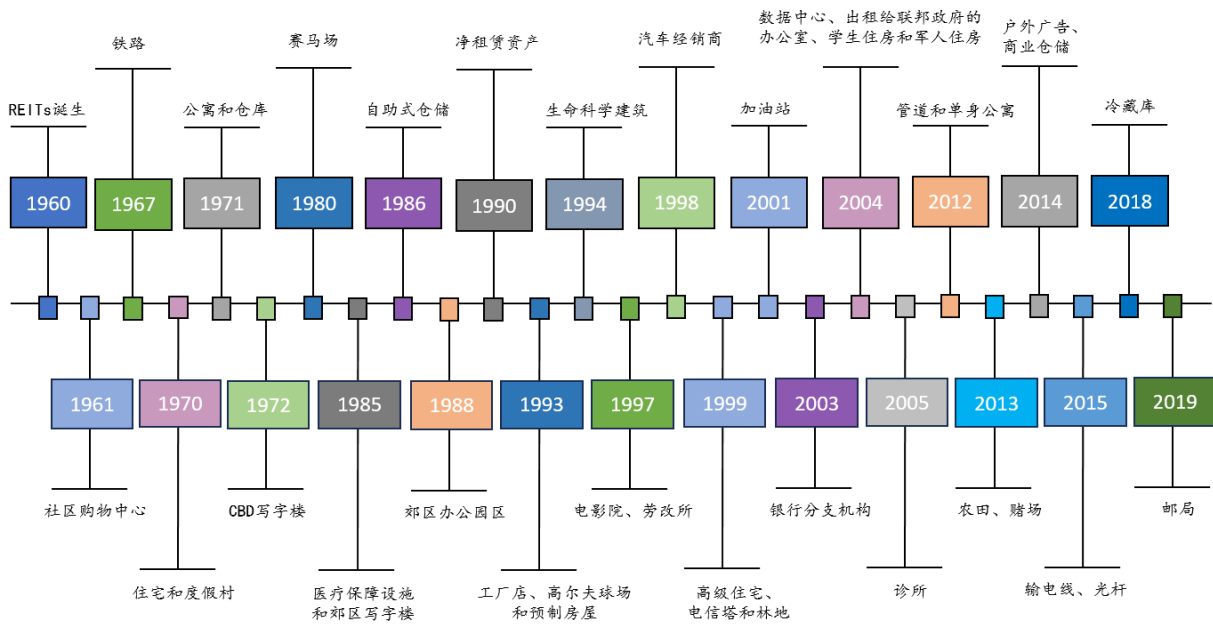 数据中心、出租给联邦政府的
办公室、学生住房和军人住房
户外广告、
商业仓储
铁路
赛马场
净租赁资产
汽车经销商
REITs诞生
公寓和仓库
自助式仓储
生命科学建筑
加油站
管道和单身公寓
冷藏库
1960
1967
1971
1980
1986
1990
1994
1998
2001
2004
2012
2014
2018
1961
1970
1972
1985
1988
1993
1997
1999
2003
2005
2013
2015
2019
社区购物中心
CBD写字楼
郊区办公园区
电影院、劳改所
银行分支机构
农田、赌场
邮局
住宅和度假村
医疗保障设施
和郊区写字楼
工厂店、高尔夫球场
和预制房屋
高级住宅、
电信塔和林地
诊所
输电线、光杆